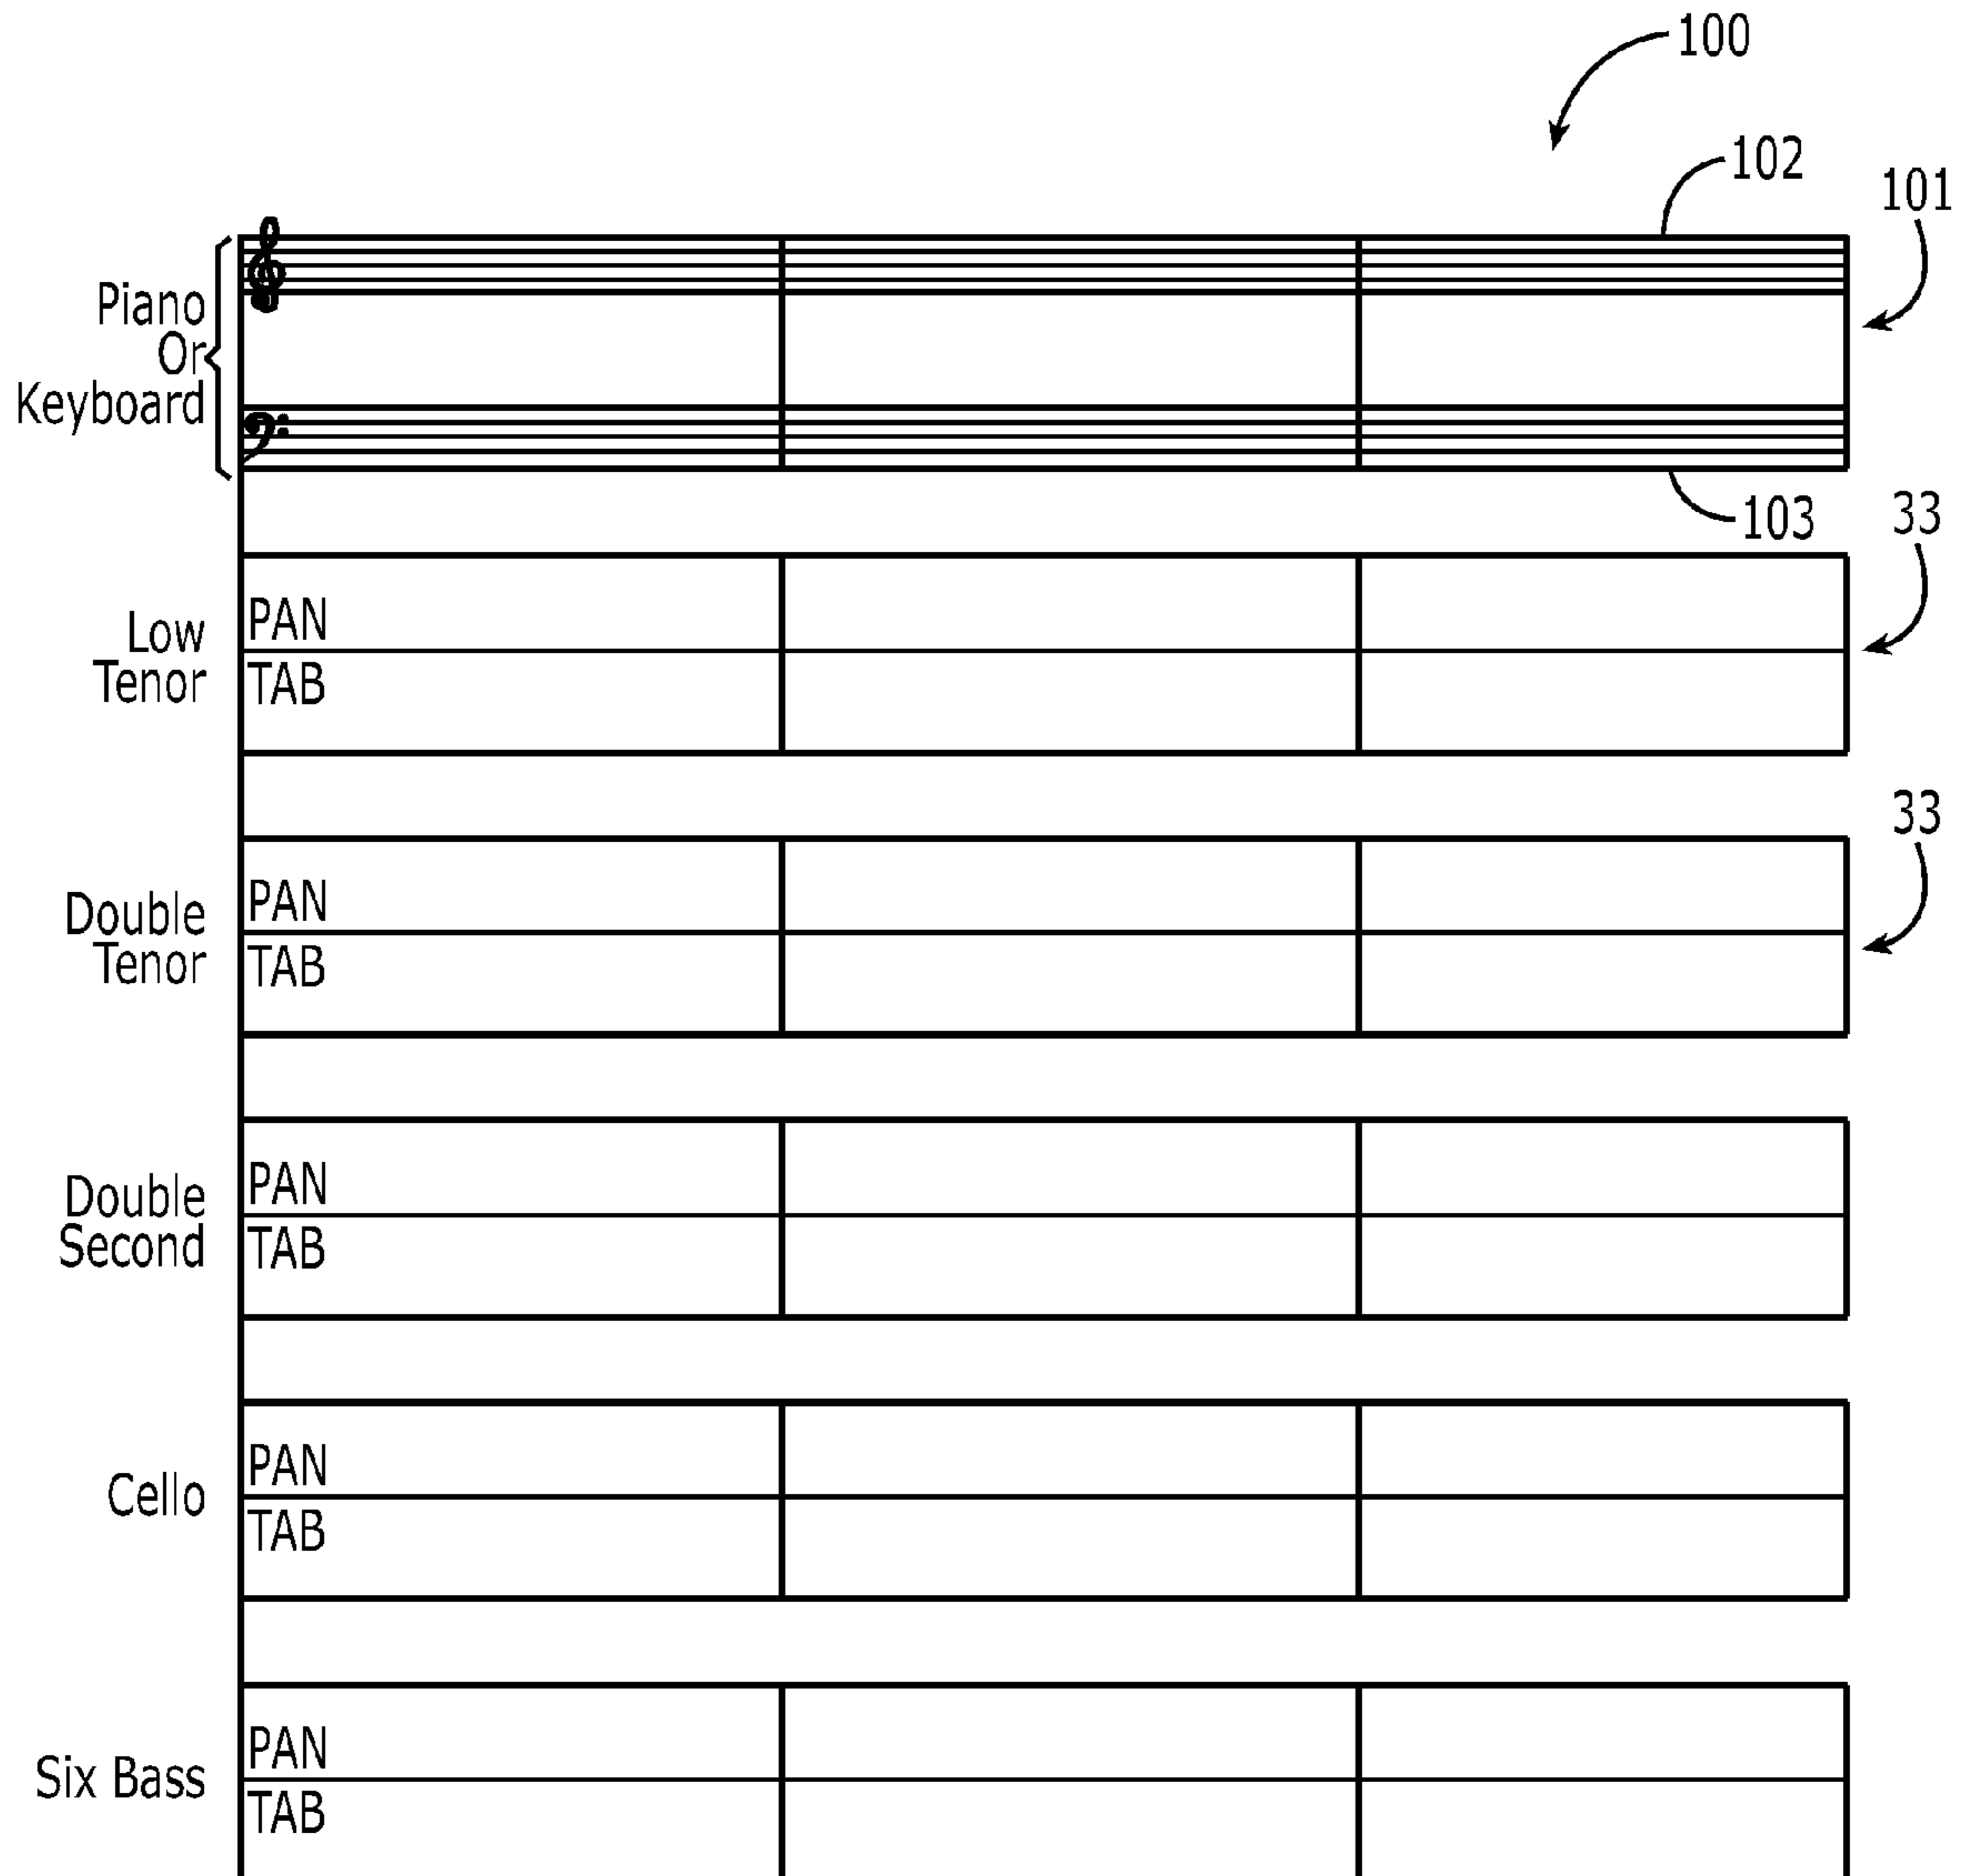 100
102
101
Piano
Or
Keyboard
103
33
Low
Tenor
PAN
TAB
33
Double
Tenor
PAN
TAB
Double
Second
PAN
TAB
Cello
PAN
TAB
Six Bass
PAN
TAB